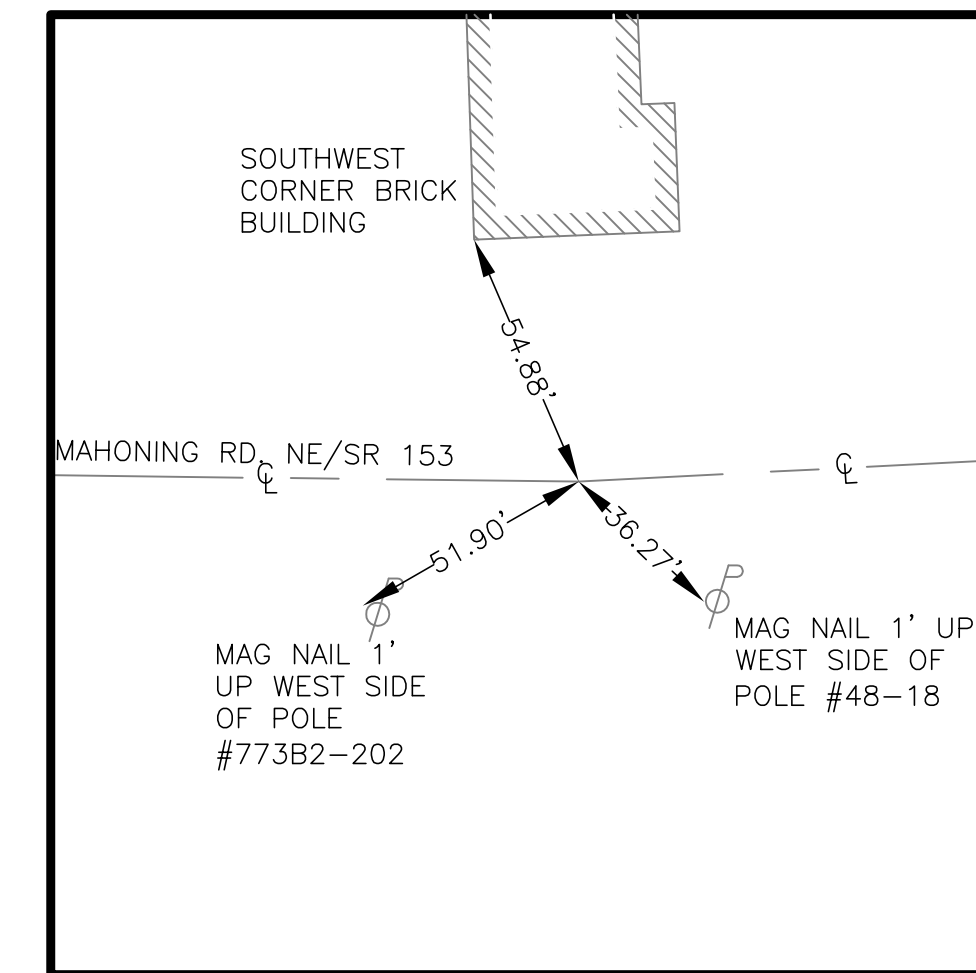 SOUTHWEST
CORNER BRICK
BUILDING
54.88'
MAHONING RD. NE/SR 153
℄
℄
51.90'
36.27'
P
P
MAG NAIL 1'
UP WEST SIDE
OF POLE
#773B2-202
MAG NAIL 1' UP
WEST SIDE OF
POLE #48-18